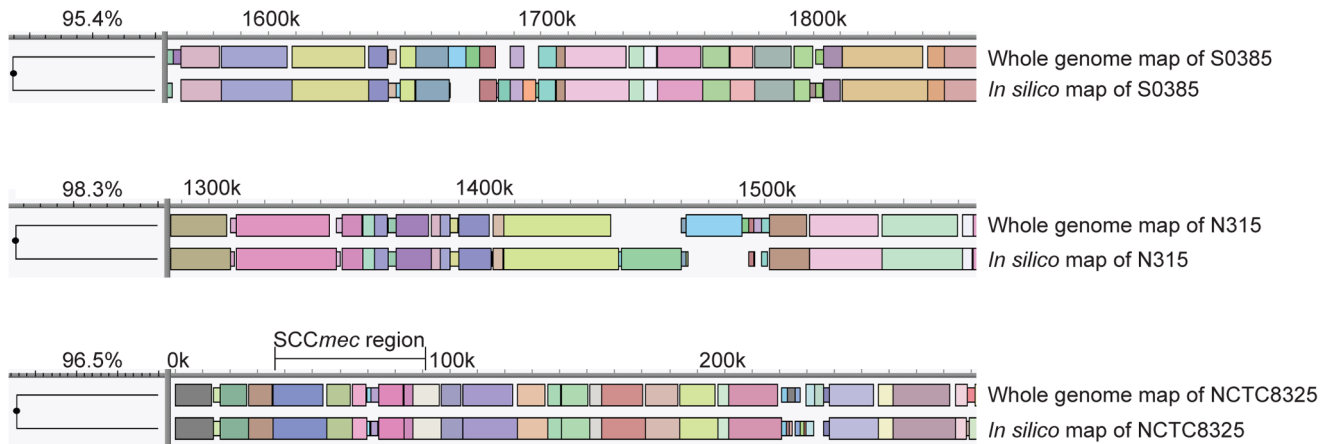 95.4% 1600k 1700k 1800k
Whole genome map of S0385
In silico map of S0385
98.3% 1300k 1400k 1500k
Whole genome map of N315
In silico map of N315
SCCmec region
96.5% 0k 100k 200k
Whole genome map of NCTC8325
In silico map of NCTC8325